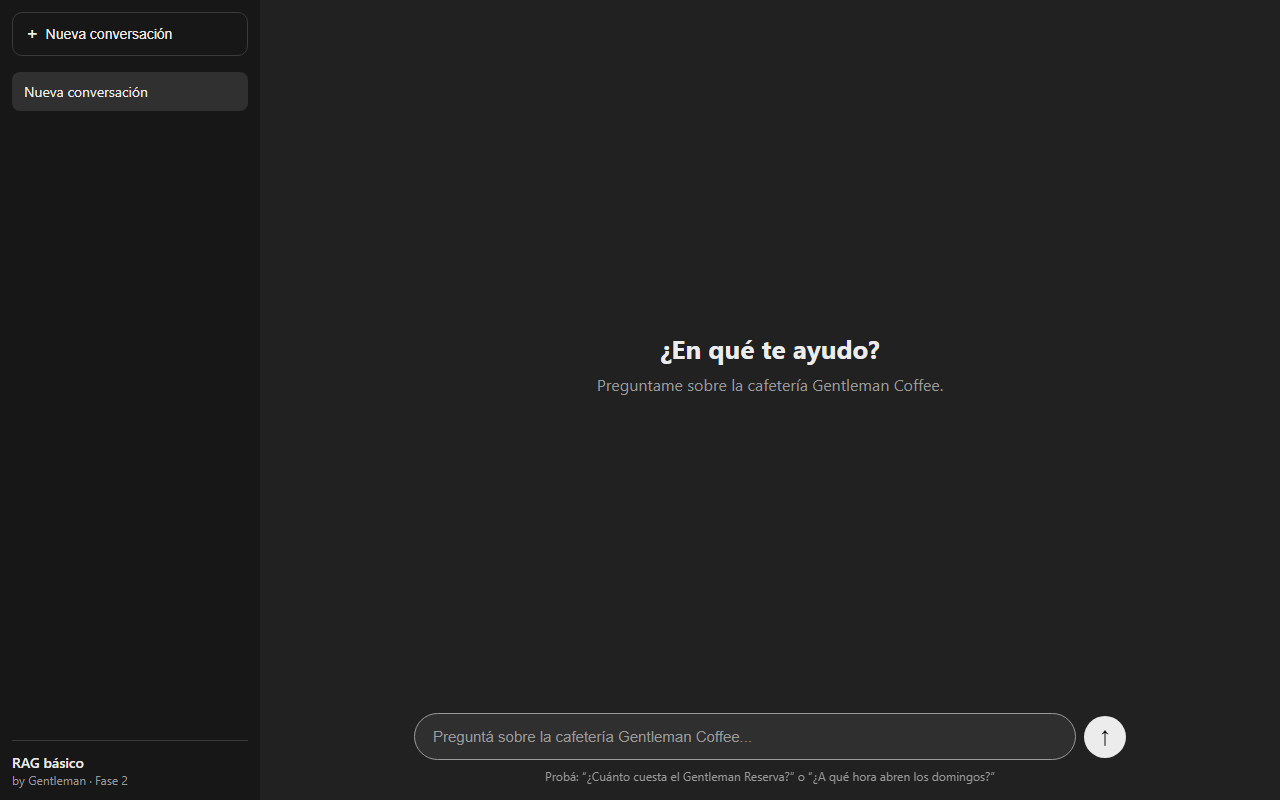 + Nueva conversación
Nueva conversación
¿En qué te ayudo?
Preguntame sobre la cafetería Gentleman Coffee.
Preguntá sobre la cafetería Gentleman Coffee...
↑
Probá: “¿Cuánto cuesta el Gentleman Reserva?” o “¿A qué hora abren los domingos?”
RAG básico
by Gentleman · Fase 2